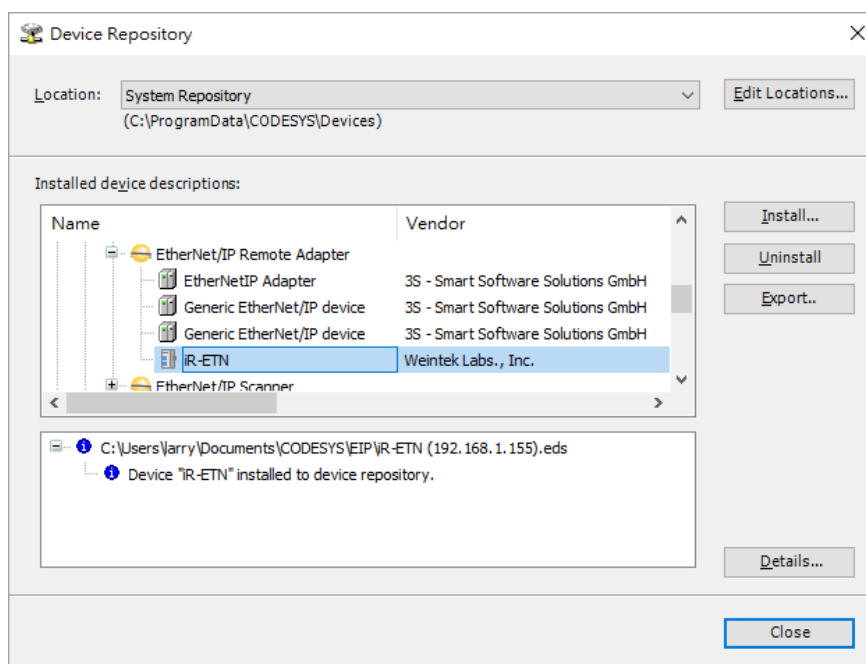 Device Repository
Location: System Repository Edit Locations...
(C:\ProgramData\CODESYS\Devices)
Installed device descriptions:
Name Vendor
Install...
EtherNet/IP Remote Adapter
Uninstall
EtherNetIP Adapter 3S - Smart Software Solutions GmbH
Export..
Generic EtherNet/IP device 3S - Smart Software Solutions GmbH
Generic EtherNet/IP device 3S - Smart Software Solutions GmbH
iR-ETN Weintek Labs., Inc.
EtherNet/IP Scanner
C:\Users\larry\Documents\CODESYS\EIP\iR-ETN (192.168.1.155).eds
Device "iR-ETN" installed to device repository.
Details...
Close